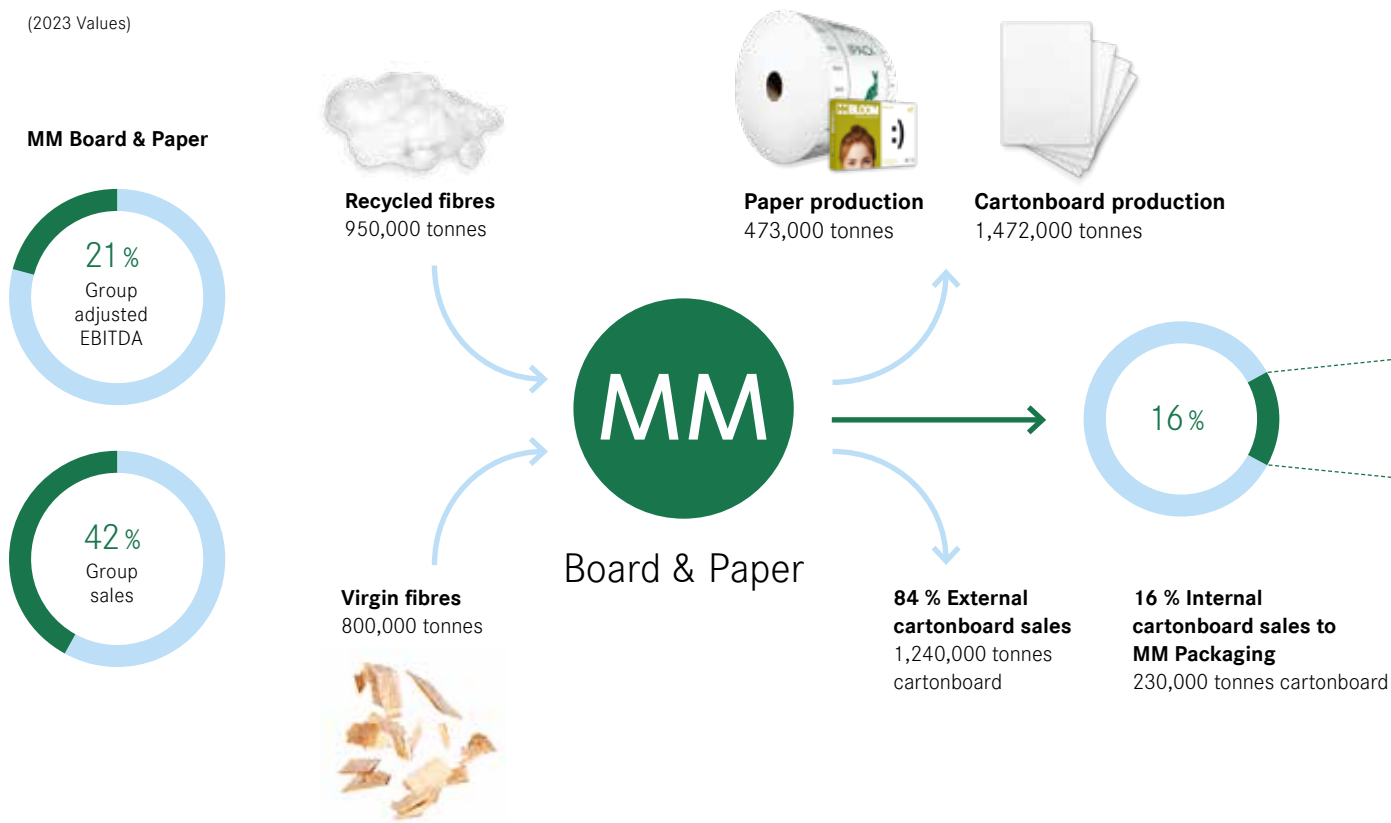 (2023 Values)
MM Board & Paper
21 %
Group
adjusted
EBITDA
42 %
Group
sales
Recycled fibres
950,000 tonnes
Virgin fibres
800,000 tonnes
MM
Board & Paper
BLOOM
:)
Paper production
473,000 tonnes
Cartonboard production
1,472,000 tonnes
16 %
84 % External
cartonboard sales
1,240,000 tonnes
cartonboard
16 % Internal
cartonboard sales to
MM Packaging
230,000 tonnes cartonboard